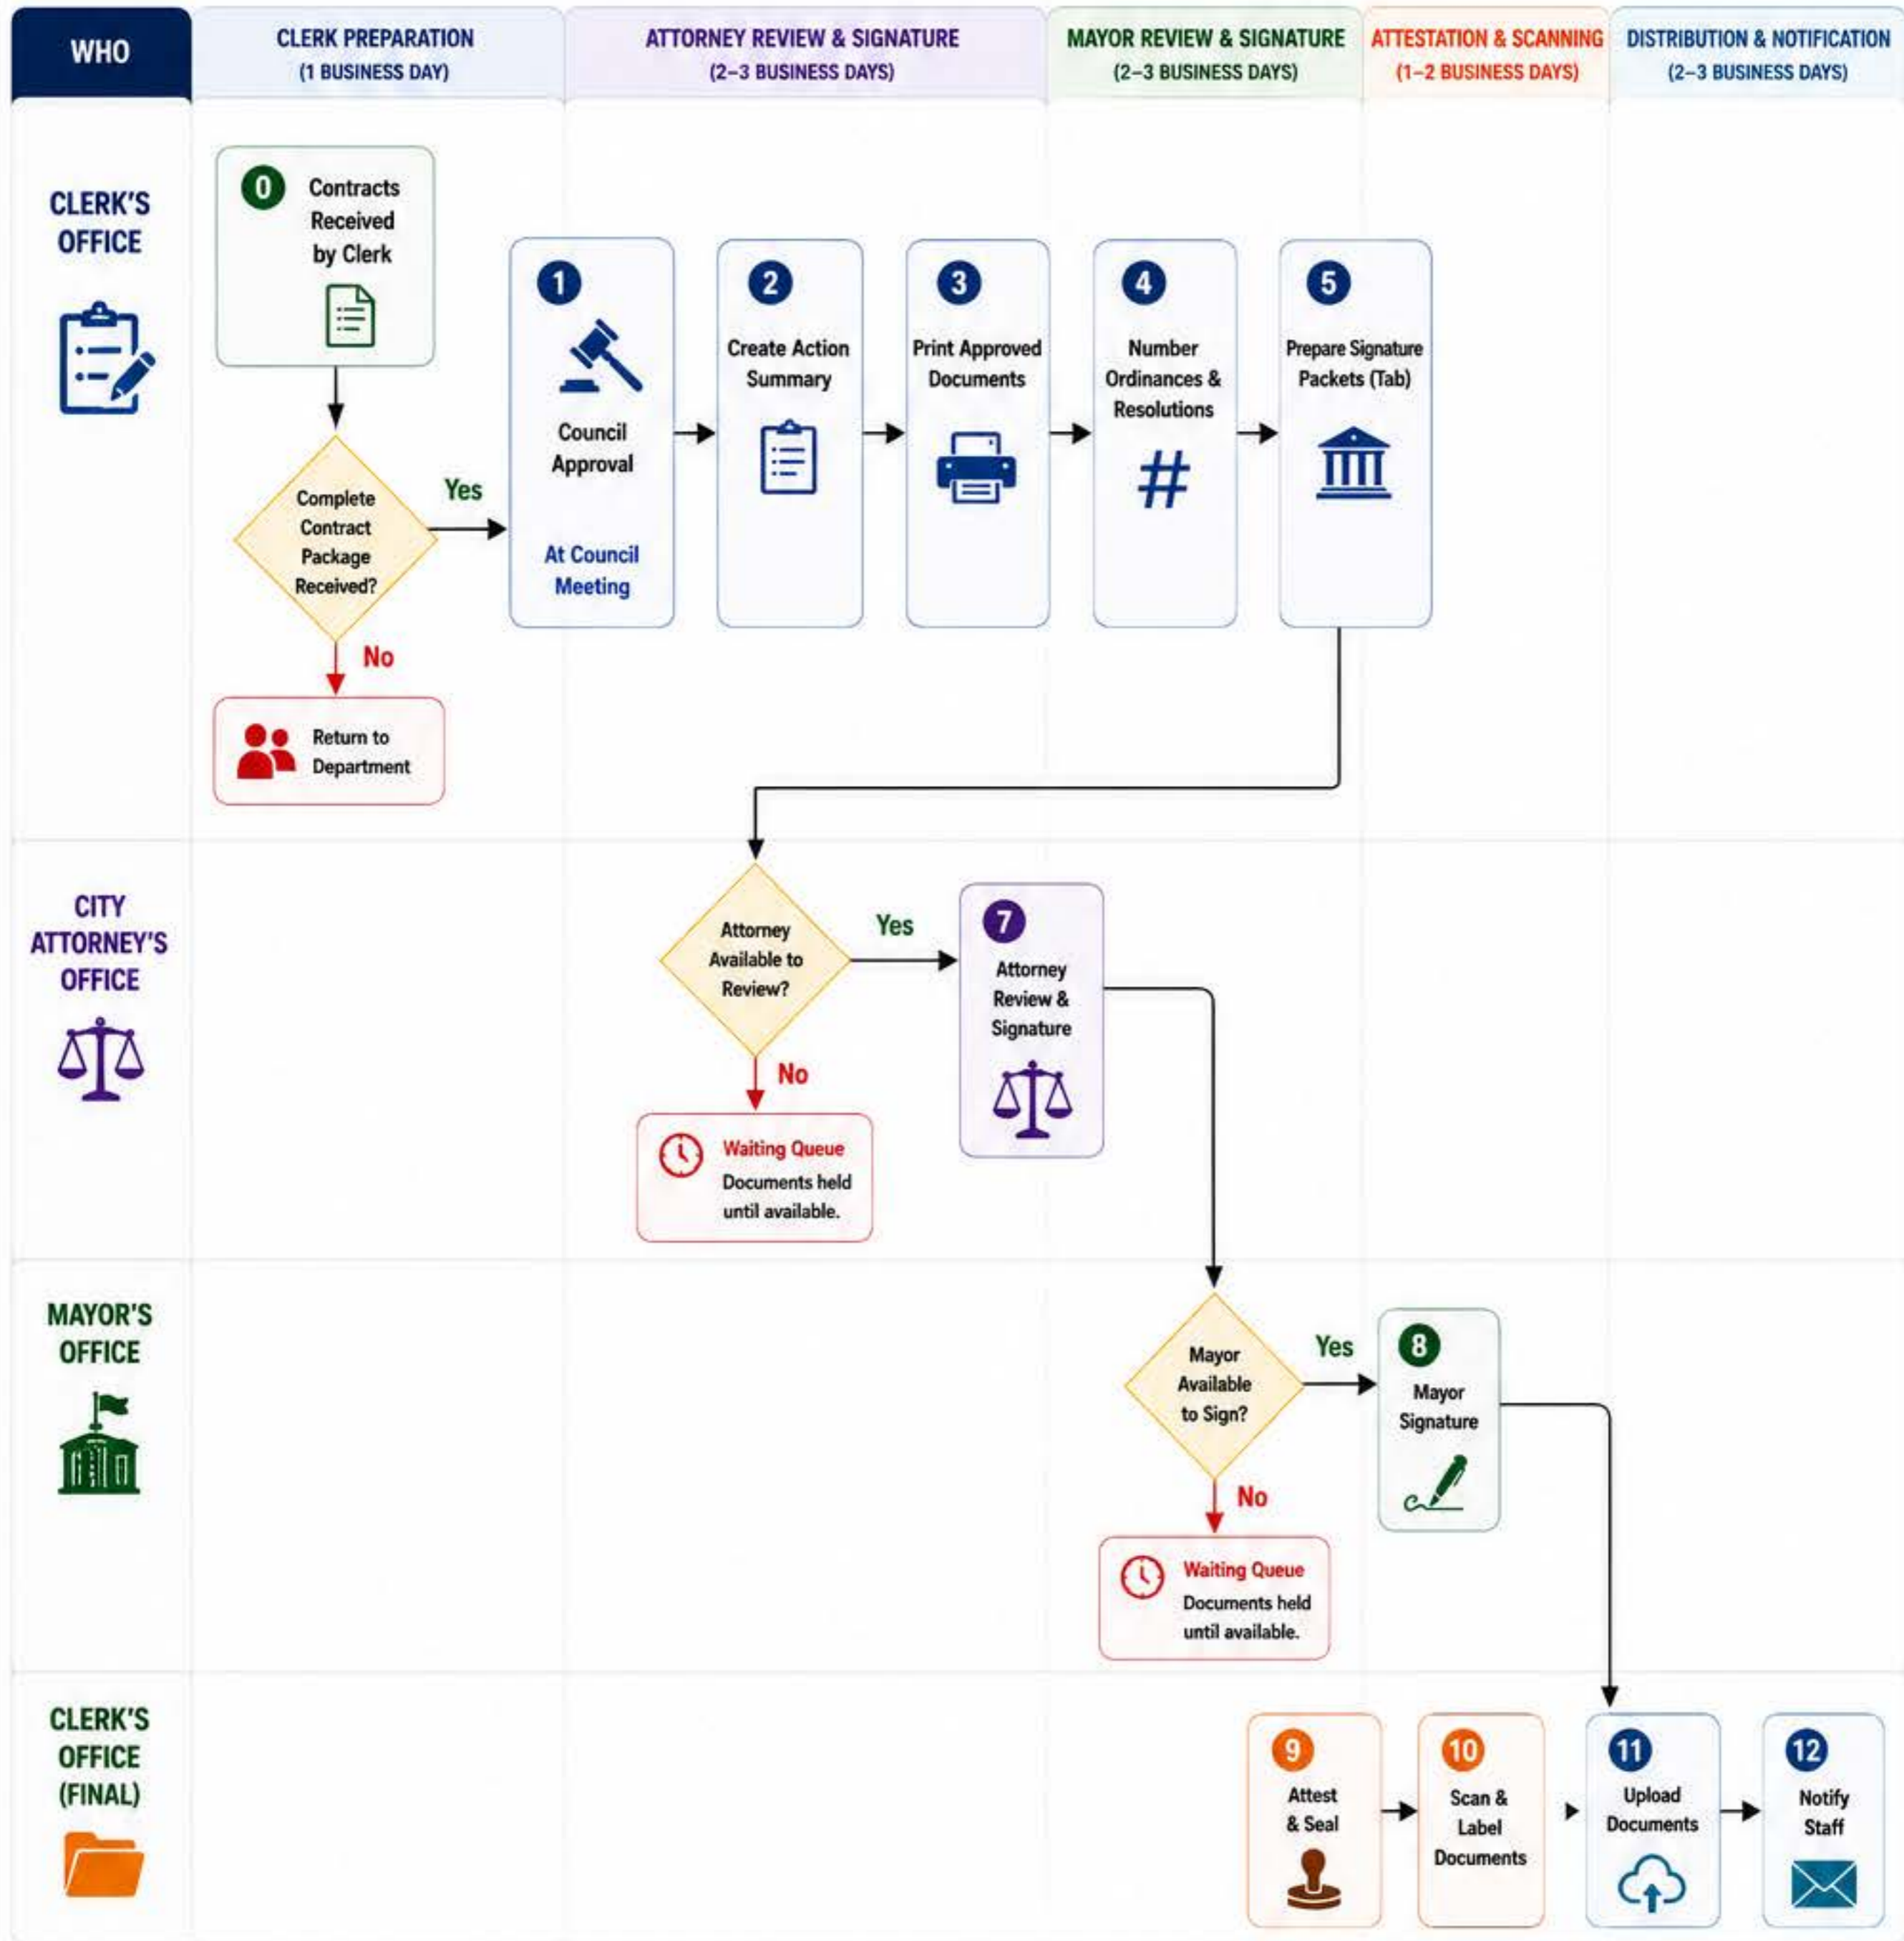 WHO
CLERK PREPARATION
(1 BUSINESS DAY)
ATTORNEY REVIEW & SIGNATURE
(2–3 BUSINESS DAYS)
MAYOR REVIEW & SIGNATURE
(2–3 BUSINESS DAYS)
ATTESTATION & SCANNING
(1–2 BUSINESS DAYS)
DISTRIBUTION & NOTIFICATION
(2–3 BUSINESS DAYS)
CLERK'S
OFFICE
0
Contracts
Received
by Clerk
Complete
Contract
Package
Received?
Yes
No
Return to
Department
1
Council
Approval
At Council
Meeting
2
Create Action
Summary
3
Print Approved
Documents
4
Number
Ordinances &
Resolutions
#
5
Prepare Signature
Packets (Tab)
CITY
ATTORNEY'S
OFFICE
Attorney
Available to
Review?
Yes
No
Waiting Queue
Documents held
until available.
7
Attorney
Review &
Signature
MAYOR'S
OFFICE
Mayor
Available
to Sign?
Yes
No
Waiting Queue
Documents held
until available.
8
Mayor
Signature
CLERK'S
OFFICE
(FINAL)
9
Attest
& Seal
10
Scan &
Label
Documents
11
Upload
Documents
12
Notify
Staff